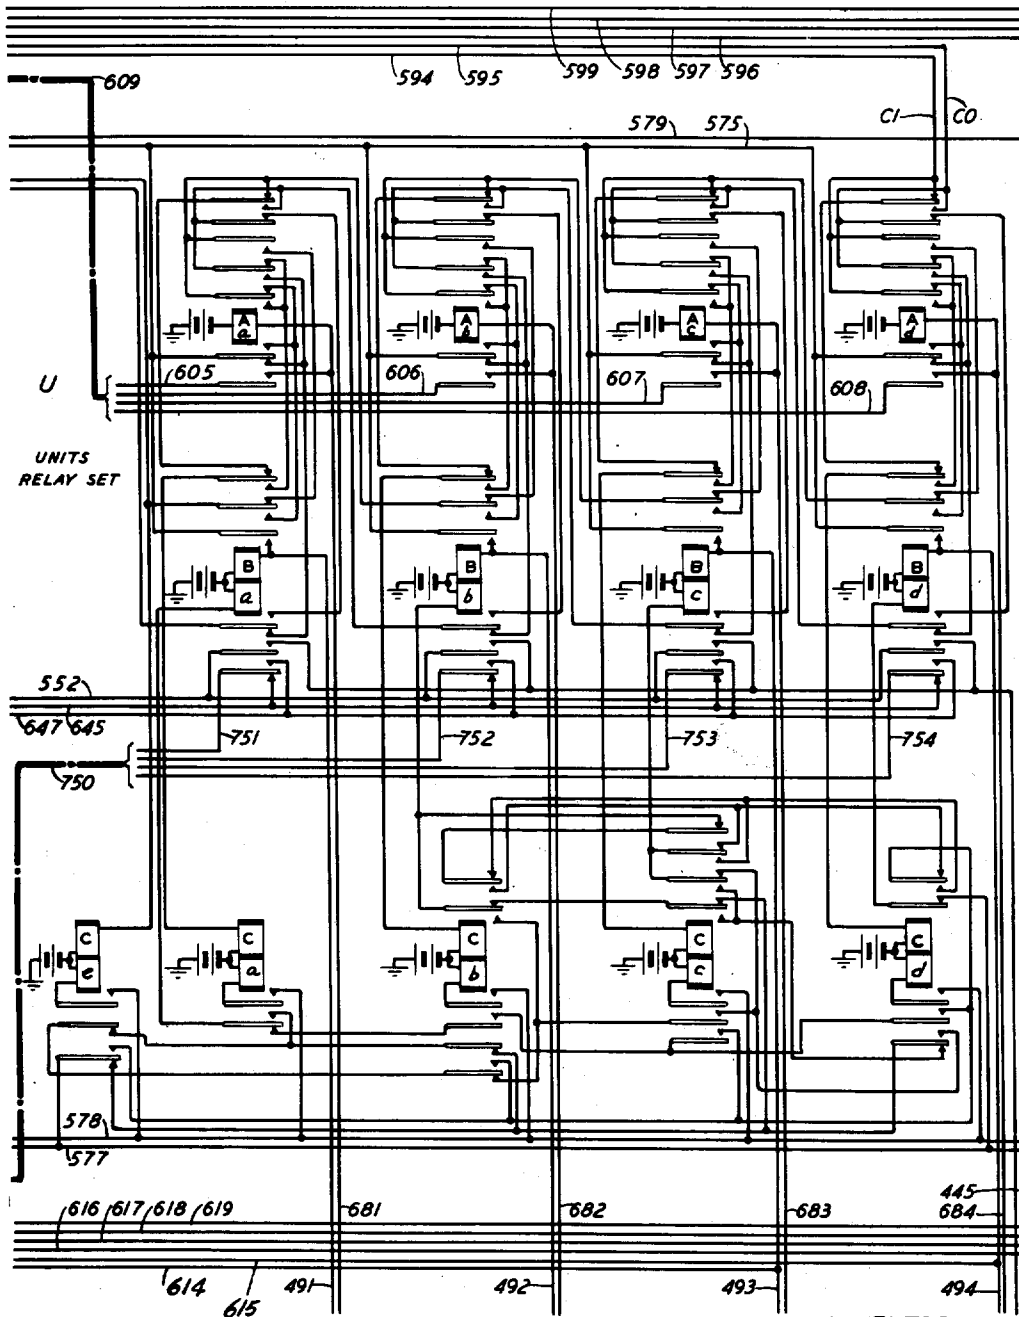 594 595 599 598 597 596
609
C1 C0
579 575
A a A b A c A d
U 605 606 607 608
UNITS
RELAY SET
B a B b B c B d
552
647 645 751 752 753 754
750
C e C a C b C c C d
578
577
616 617 618 619 681 682 683 445
684
614 615 491 492 493 494